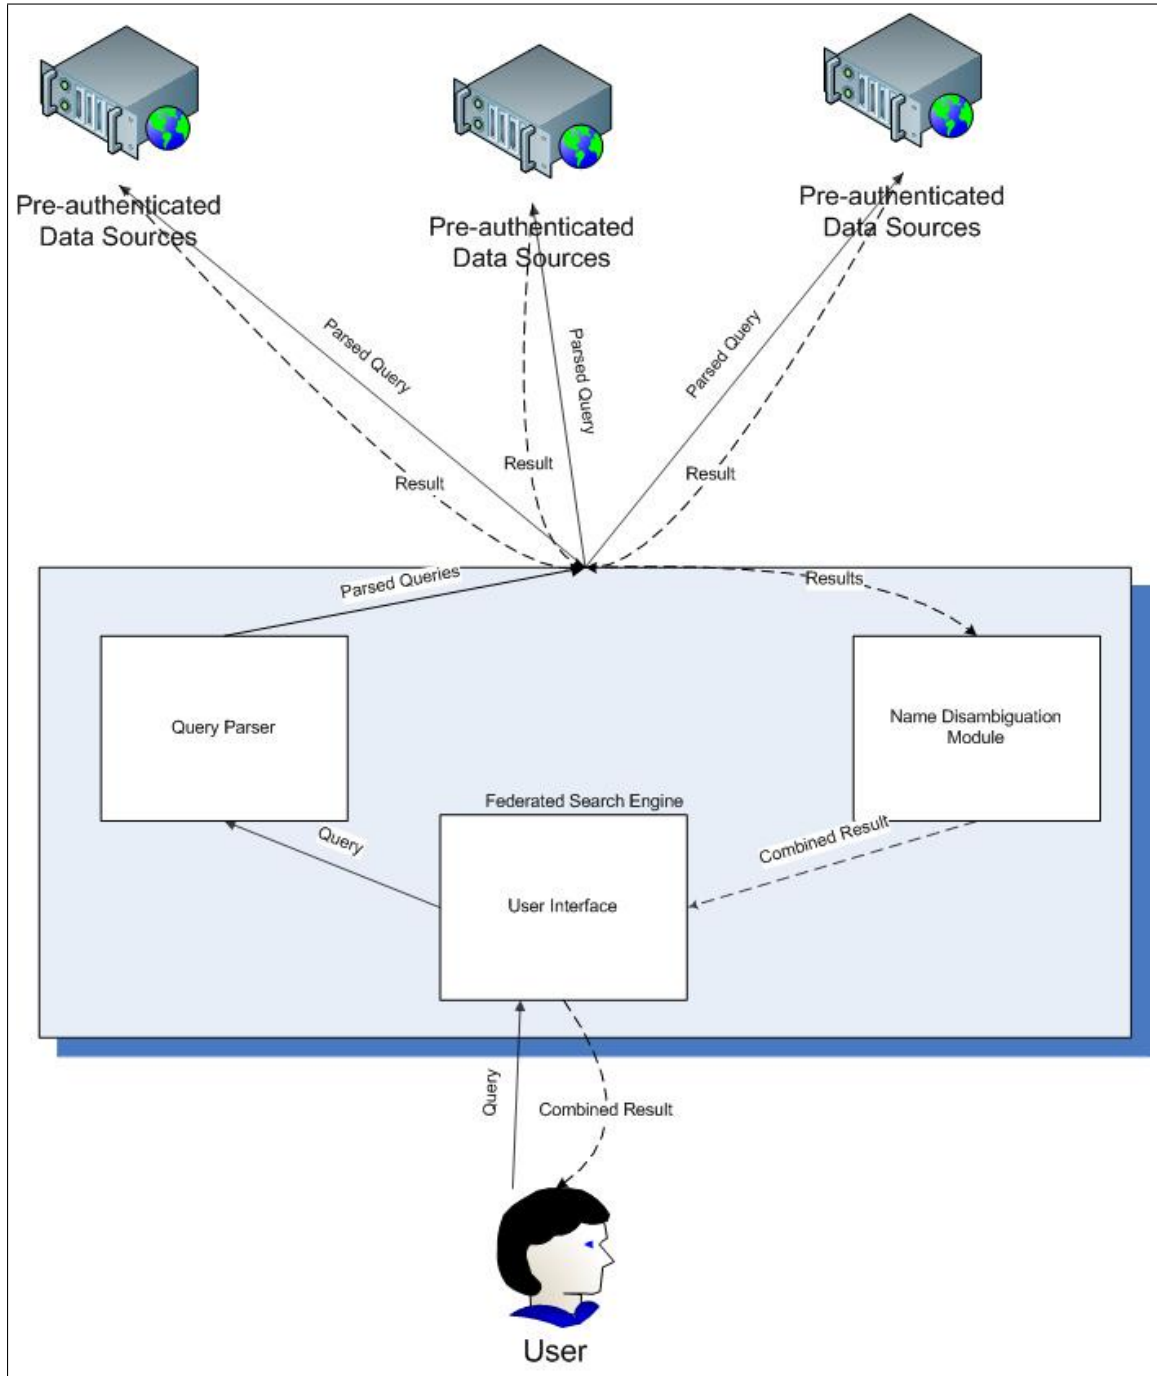 Pre-authenticated
Data Sources
Pre-authenticated
Data Sources
Pre-authenticated
Data Sources
Parsed Query
Parsed Query
Parsed Query
Result
Result
Result
Parsed Queries
Results
Query Parser
Name Disambiguation
Module
Federated Search Engine
Query
Combined Result
User Interface
Query
Combined Result
User